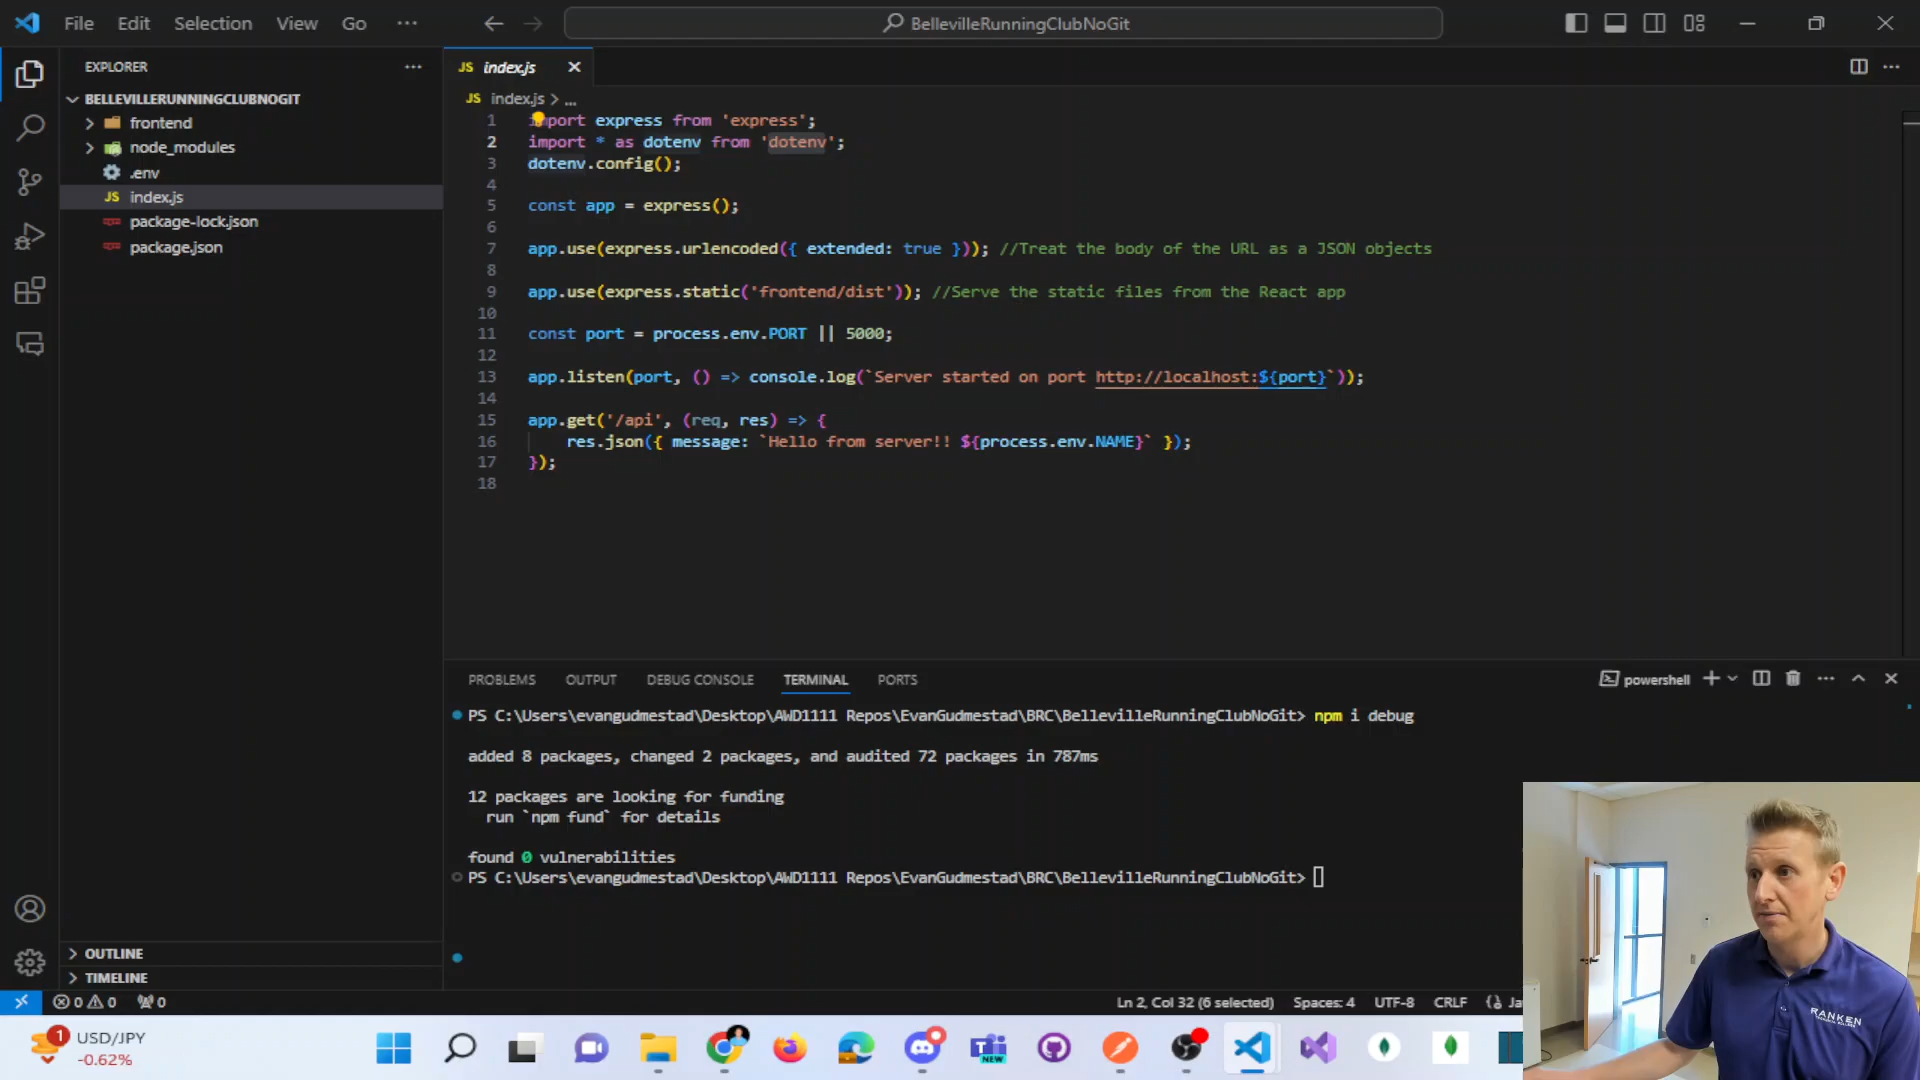 File Edit Selection View Go ···
BellevilleRunningClubNoGit
EXPLORER
BELLEVILLERUNNINGCLUBNOGIT
frontend
node_modules
.env
JS index.js
package-lock.json
package.json
JS index.js
JS index.js > ...
1 import express from 'express';
2 import * as dotenv from 'dotenv';
3 dotenv.config();
4
5 const app = express();
6
7 app.use(express.urlencoded({ extended: true })); //Treat the body of the URL as a JSON objects
8
9 app.use(express.static('frontend/dist')); //Serve the static files from the React app
10
11 const port = process.env.PORT || 5000;
12
13 app.listen(port, () => console.log(`Server started on port http://localhost:${port}`));
14
15 app.get('/api', (req, res) => {
16 res.json({ message: `Hello from server!! ${process.env.NAME}` });
17 });
18
PROBLEMS OUTPUT DEBUG CONSOLE TERMINAL PORTS
powershell
PS C:\Users\evangudmestad\Desktop\AWD1111 Repos\EvanGudmestad\BRC\BellevilleRunningClubNoGit> npm i debug
added 8 packages, changed 2 packages, and audited 72 packages in 787ms
12 packages are looking for funding
run `npm fund` for details
found 0 vulnerabilities
PS C:\Users\evangudmestad\Desktop\AWD1111 Repos\EvanGudmestad\BRC\BellevilleRunningClubNoGit>
OUTLINE
TIMELINE
0 0 0
Ln 2, Col 32 (6 selected) Spaces: 4 UTF-8 CRLF
1
USD/JPY
-0.62%
NEW
RANKEN